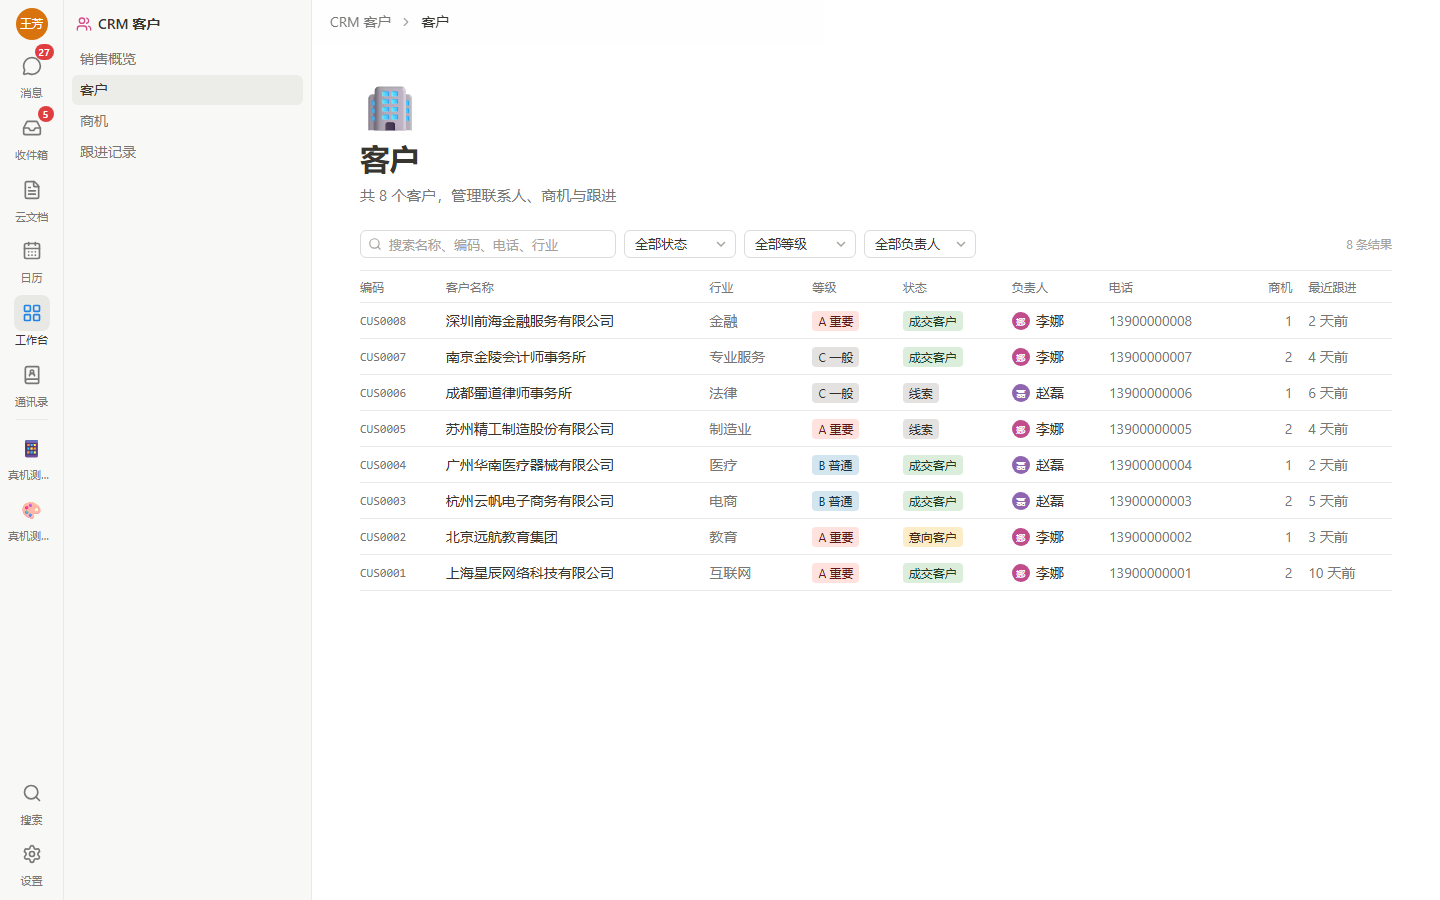 王芳
27
消息
5
收件箱
云文档
日历
工作台
通讯录
真机测...
真机测...
搜索
设置
CRM 客户
销售概览
客户
商机
跟进记录
CRM 客户 > 客户
客户
共 8 个客户，管理联系人、商机与跟进
搜索名称、编码、电话、行业 全部状态 全部等级 全部负责人 8 条结果
编码 客户名称 行业 等级 状态 负责人 电话 商机 最近跟进
CUS0008 深圳前海金融服务有限公司 金融 A 重要 成交客户 娜 李娜 13900000008 1 2 天前
CUS0007 南京金陵会计师事务所 专业服务 C 一般 成交客户 娜 李娜 13900000007 2 4 天前
CUS0006 成都蜀道律师事务所 法律 C 一般 线索 磊 赵磊 13900000006 1 6 天前
CUS0005 苏州精工制造股份有限公司 制造业 A 重要 线索 娜 李娜 13900000005 2 4 天前
CUS0004 广州华南医疗器械有限公司 医疗 B 普通 成交客户 磊 赵磊 13900000004 1 2 天前
CUS0003 杭州云帆电子商务有限公司 电商 B 普通 成交客户 磊 赵磊 13900000003 2 5 天前
CUS0002 北京远航教育集团 教育 A 重要 意向客户 娜 李娜 13900000002 1 3 天前
CUS0001 上海星辰网络科技有限公司 互联网 A 重要 成交客户 娜 李娜 13900000001 2 10 天前